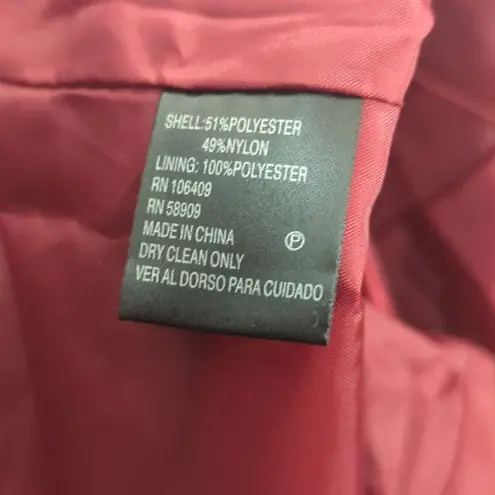 SHELL:51%POLYESTER
49%NYLON
LINING: 100%POLYESTER
RN 106409
RN 58909
MADE IN CHINA
P
DRY CLEAN ONLY
VER AL DORSO PARA CUIDADO